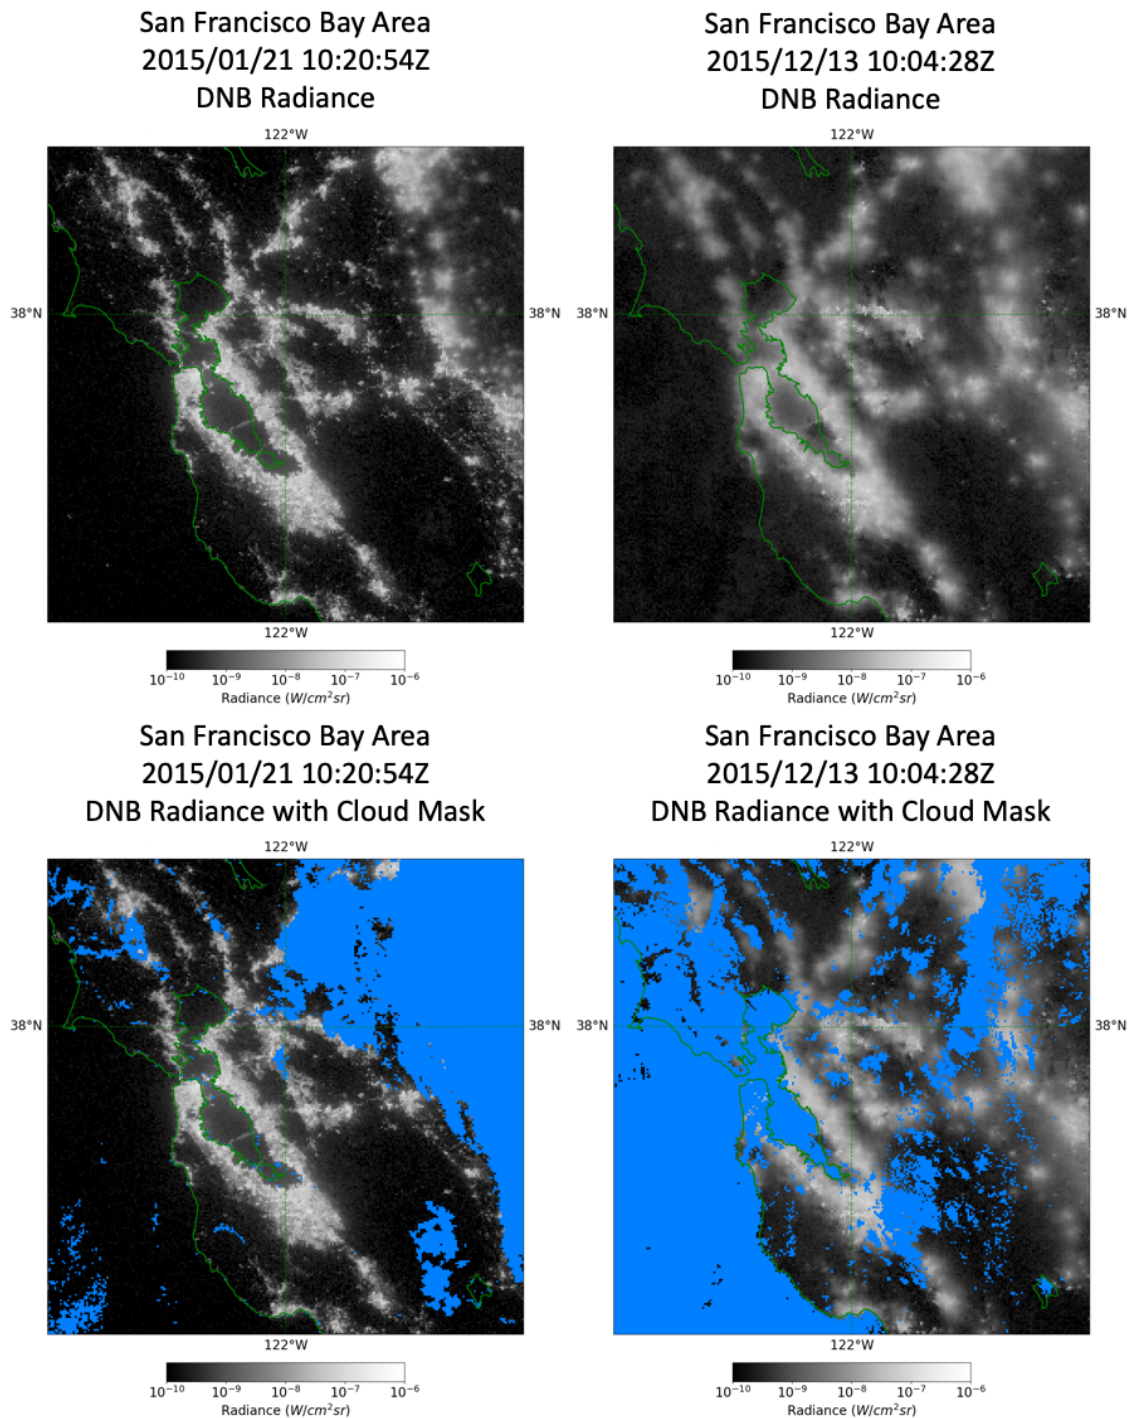 San Francisco Bay Area
2015/01/21 10:20:54Z
DNB Radiance
122°W
38°N
38°N
122°W
10⁻¹⁰ 10⁻⁹ 10⁻⁸ 10⁻⁷ 10⁻⁶
Radiance (W/cm²sr)
San Francisco Bay Area
2015/12/13 10:04:28Z
DNB Radiance
122°W
38°N
38°N
122°W
10⁻¹⁰ 10⁻⁹ 10⁻⁸ 10⁻⁷ 10⁻⁶
Radiance (W/cm²sr)
San Francisco Bay Area
2015/01/21 10:20:54Z
DNB Radiance with Cloud Mask
122°W
38°N
38°N
122°W
10⁻¹⁰ 10⁻⁹ 10⁻⁸ 10⁻⁷ 10⁻⁶
Radiance (W/cm²sr)
San Francisco Bay Area
2015/12/13 10:04:28Z
DNB Radiance with Cloud Mask
122°W
38°N
38°N
122°W
10⁻¹⁰ 10⁻⁹ 10⁻⁸ 10⁻⁷ 10⁻⁶
Radiance (W/cm²sr)